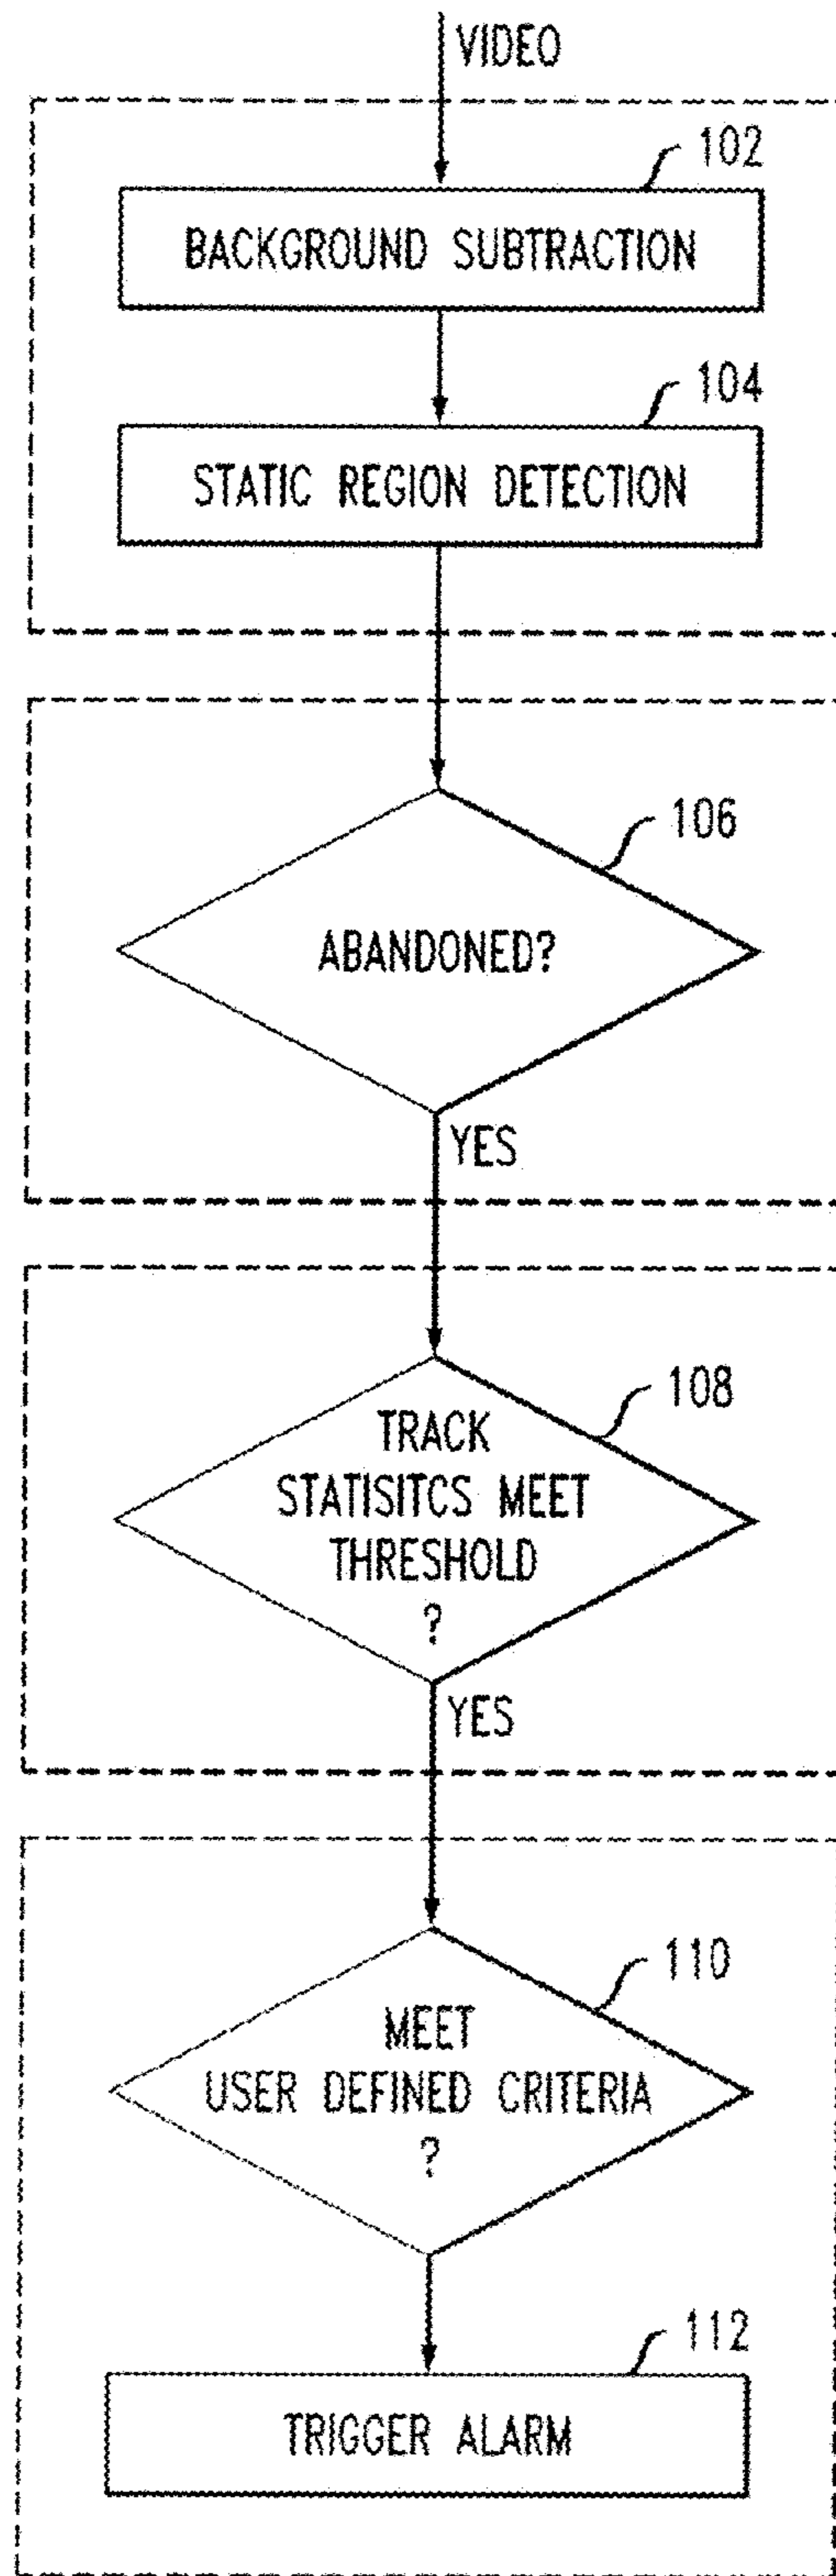 VIDEO
102
BACKGROUND SUBTRACTION
104
STATIC REGION DETECTION
106
ABANDONED?
YES
108
TRACK
STATISITCS MEET
THRESHOLD
?
YES
110
MEET
USER DEFINED CRITERIA
?
112
TRIGGER ALARM